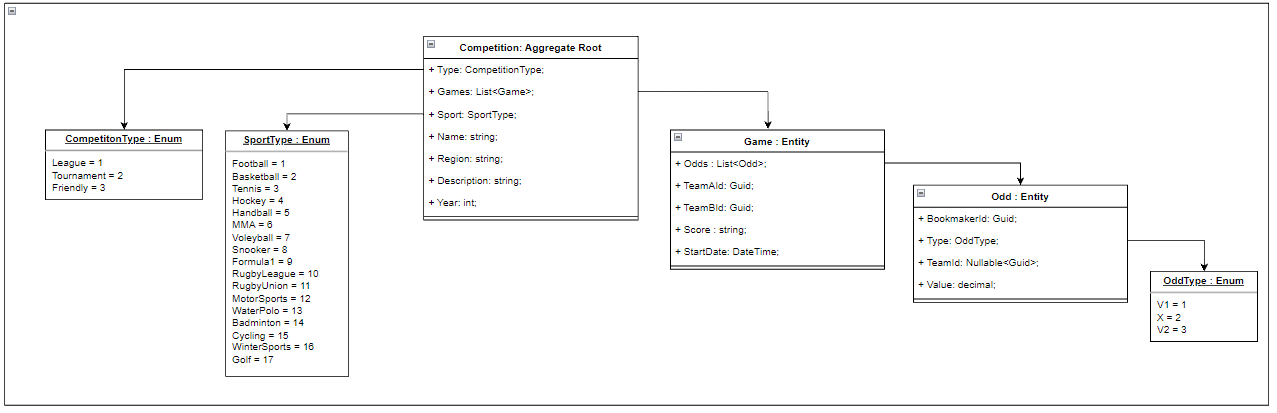 Competition: Aggregate Root
+ Type: CompetitionType;
+ Games: List<Game>;
+ Sport: SportType;
+ Name: string;
+ Region: string;
+ Description: string;
+ Year: int;
CompetitonType : Enum
League = 1
Tournament = 2
Friendly = 3
SportType : Enum
Football = 1
Basketball = 2
Tennis = 3
Hockey = 4
Handball = 5
MMA = 6
Voleyball = 7
Snooker = 8
Formula1 = 9
RugbyLeague = 10
RugbyUnion = 11
MotorSports = 12
WaterPolo = 13
Badminton = 14
Cycling = 15
WinterSports = 16
Golf = 17
Game : Entity
+ Odds : List<Odd>;
+ TeamAId: Guid;
+ TeamBId: Guid;
+ Score : string;
+ StartDate: DateTime;
Odd : Entity
+ BookmakerId: Guid;
+ Type: OddType;
+ TeamId: Nullable<Guid>;
+ Value: decimal;
OddType : Enum
V1 = 1
X = 2
V2 = 3